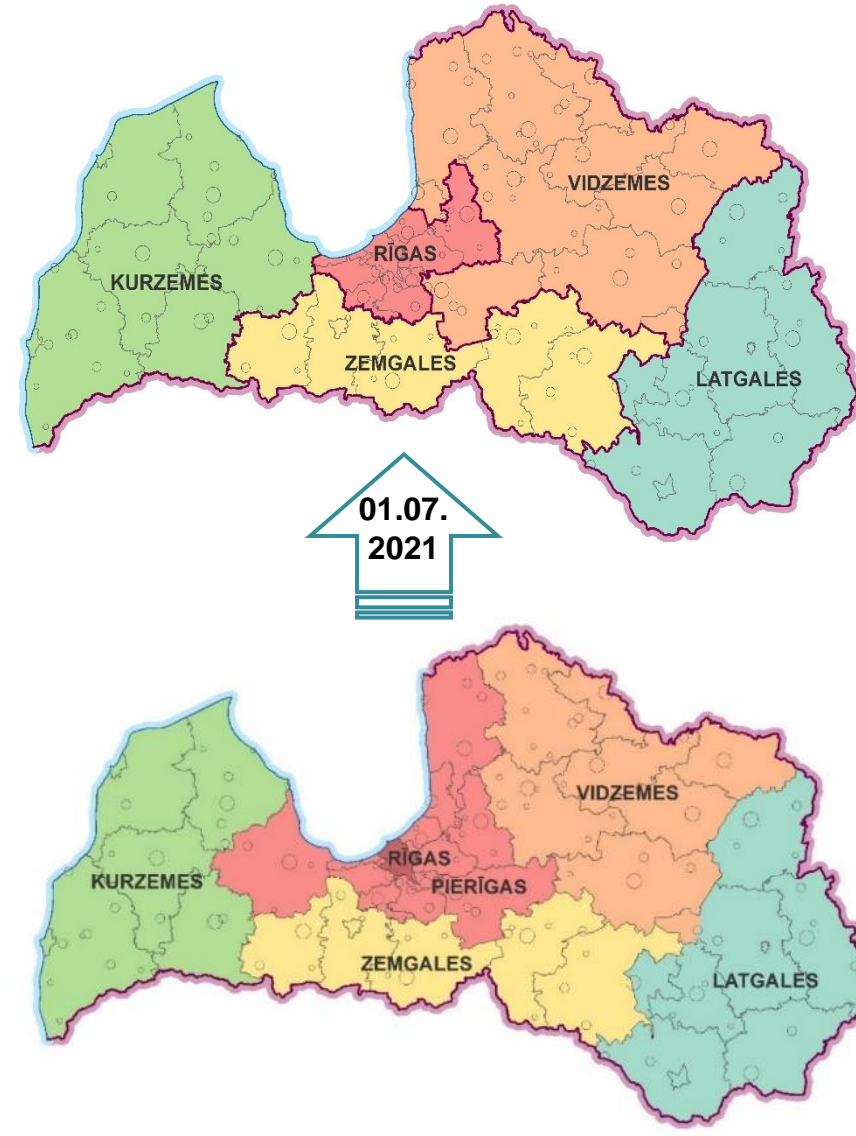 VIDZEMES
RĪGAS
KURZEMES
ZEMGALES
LATGALES
01.07.
2021
VIDZEMES
RĪGAS
KURZEMES
PIERĪGAS
ZEMGALES
LATGALES